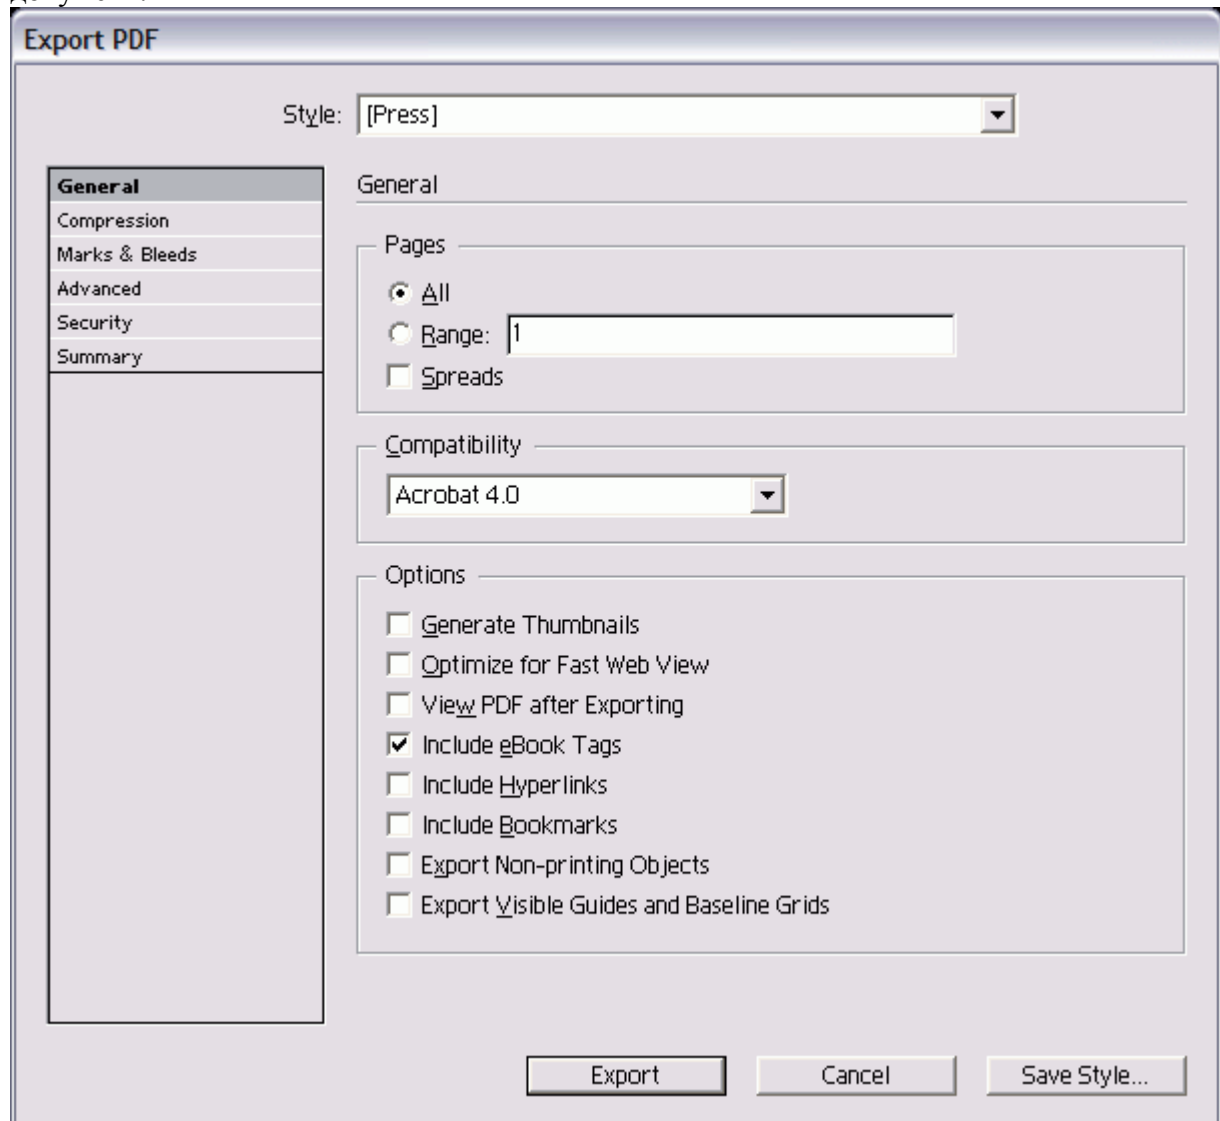 Export PDF
Style: [Press]
General
Compression
Marks & Bleeds
Advanced
Security
Summary
General
Pages
All
Range: 1
Spreads
Compatibility
Acrobat 4.0
Options
Generate Thumbnails
Optimize for Fast Web View
View PDF after Exporting
Include eBook Tags
Include Hyperlinks
Include Bookmarks
Export Non-printing Objects
Export Visible Guides and Baseline Grids
Export Cancel Save Style...